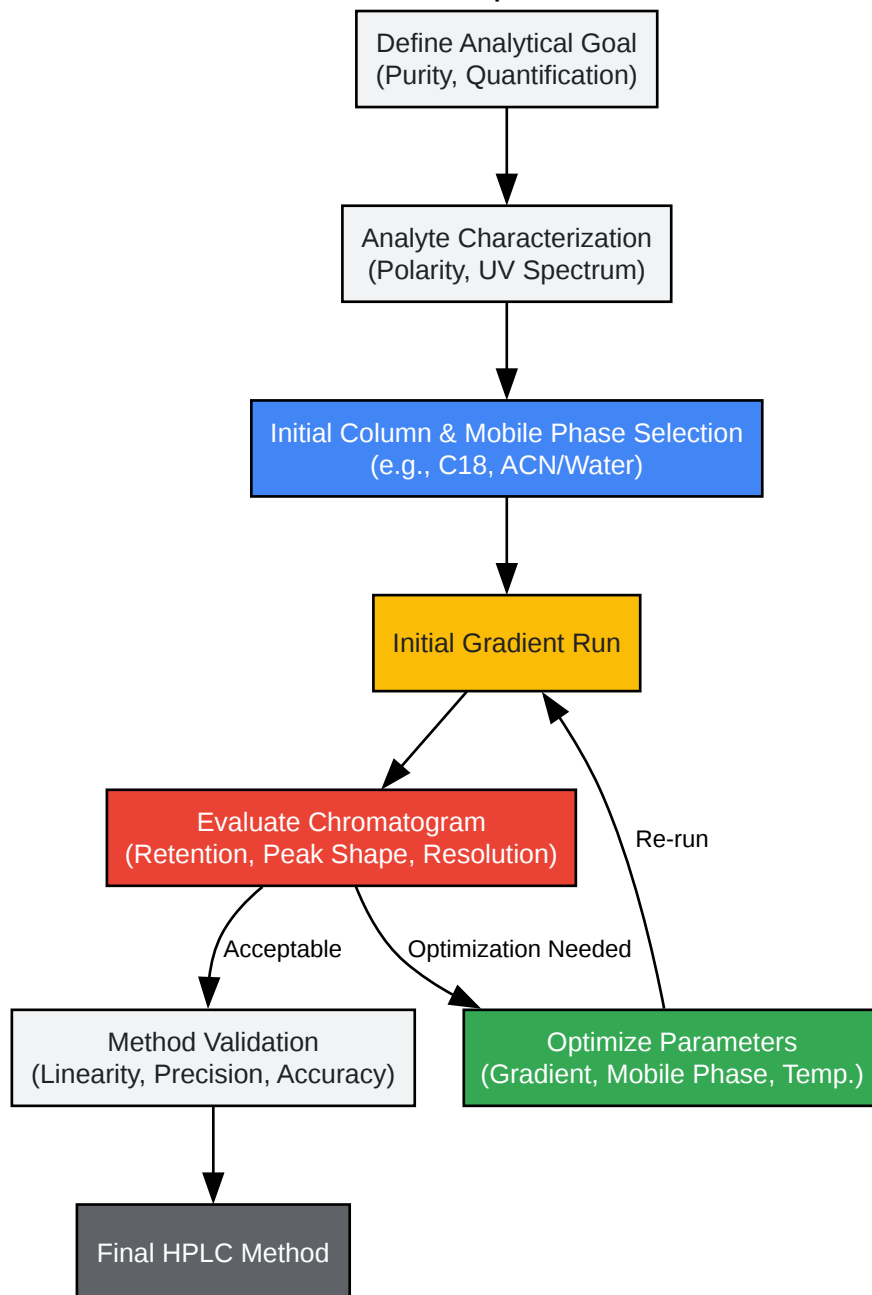 Define Analytical Goal
(Purity, Quantification)
Analyte Characterization
(Polarity, UV Spectrum)
Initial Column & Mobile Phase Selection
(e.g., C18, ACN/Water)
Initial Gradient Run
Evaluate Chromatogram
(Retention, Peak Shape, Resolution)
Re-run
Acceptable
Optimization Needed
Method Validation
(Linearity, Precision, Accuracy)
Optimize Parameters
(Gradient, Mobile Phase, Temp.)
Final HPLC Method